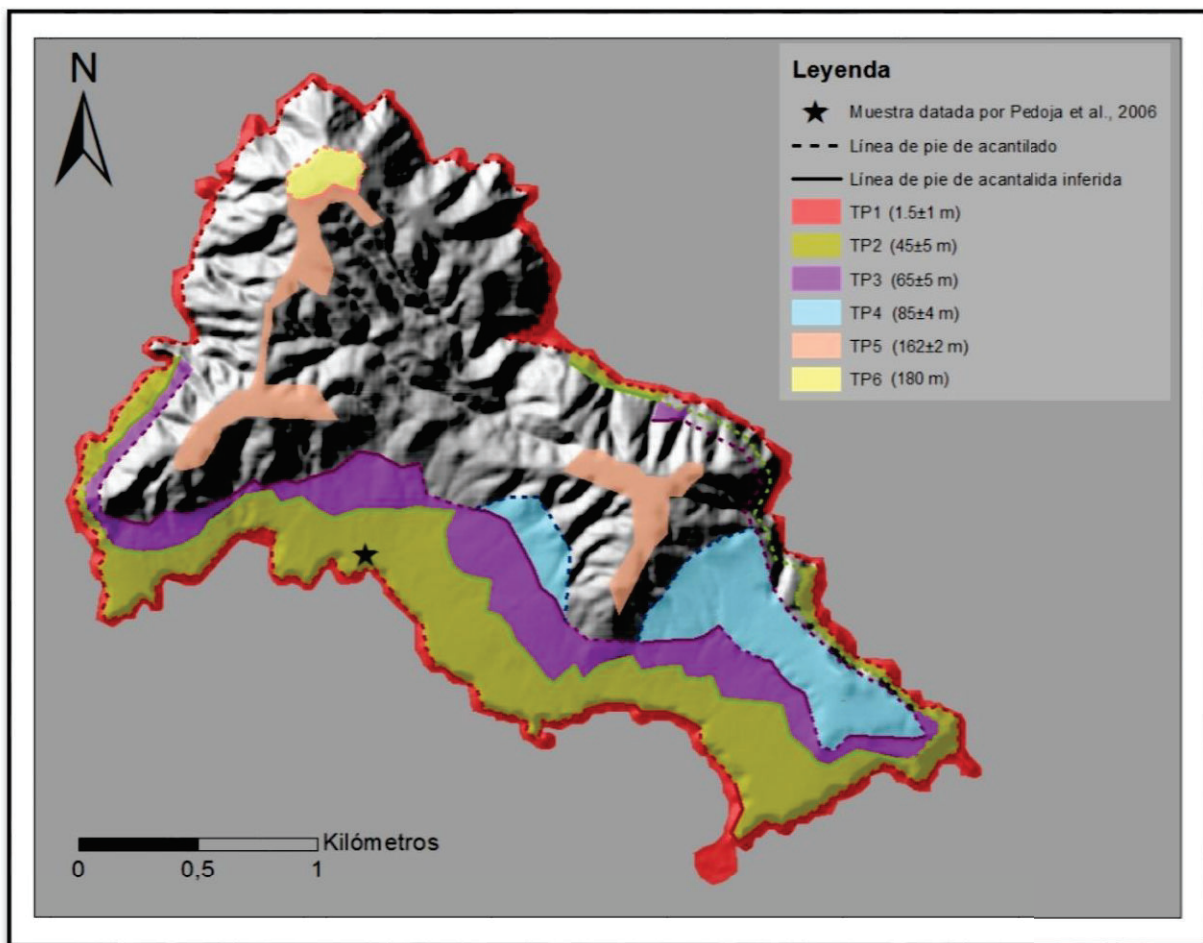 N
Leyenda
Muestra datada por Pedoja et al., 2006
Línea de pie de acantilado
Línea de pie de acantalida inferida
TP1 (1.5±1 m)
TP2 (45±5 m)
TP3 (65±5 m)
TP4 (85±4 m)
TP5 (162±2 m)
TP6 (180 m)
Kilómetros
0 0,5 1